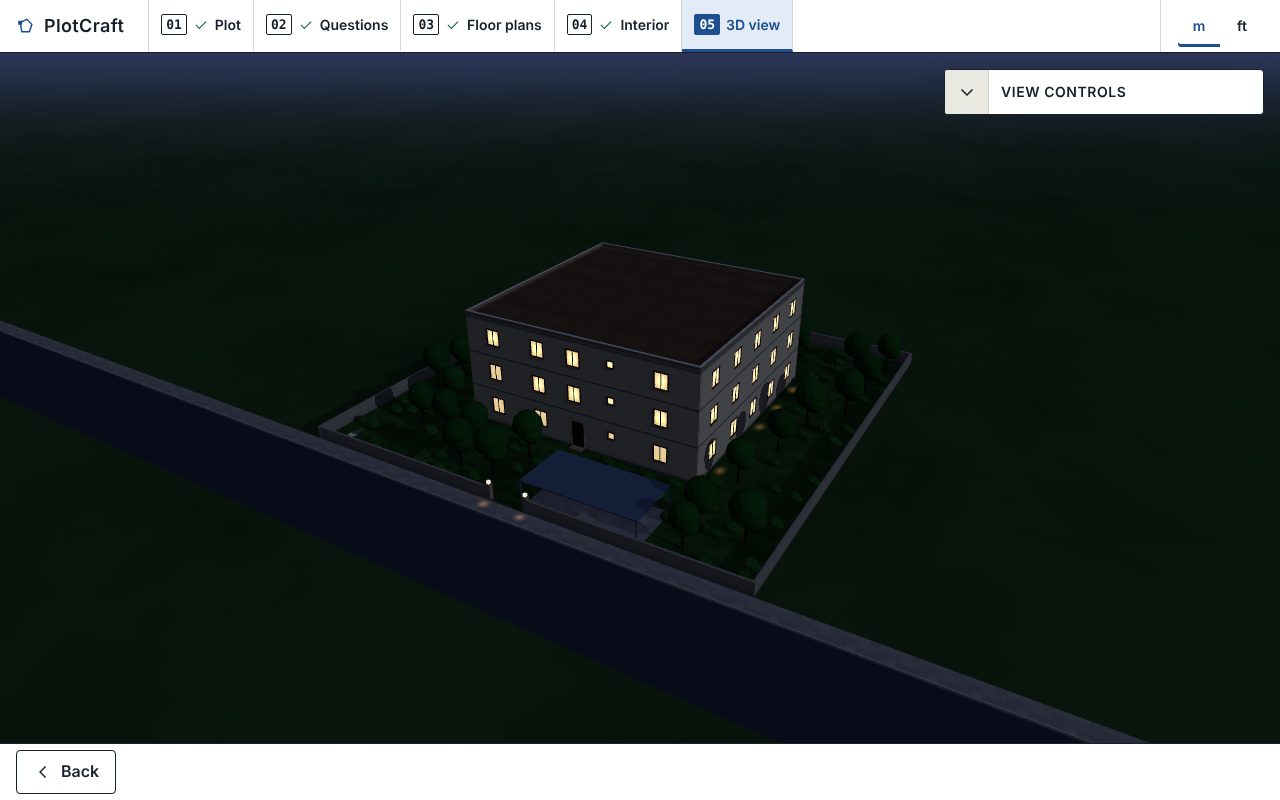 PlotCraft
01 Plot
02 Questions
03 Floor plans
04 Interior
05 3D view
m
ft
VIEW CONTROLS
Back